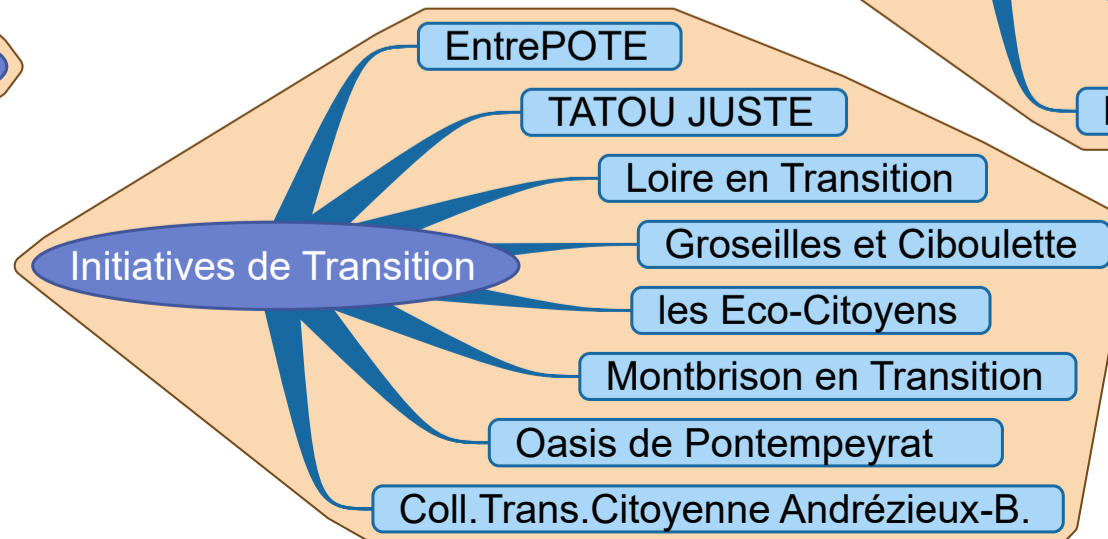 EntrePOTE
TATOU JUSTE
Loire en Transition
Groseilles et Ciboulette
Initiatives de Transition
les Eco-Citoyens
Montbrison en Transition
Oasis de Pontempeyrat
Coll.Trans.Citoyenne Andrézieux-B.